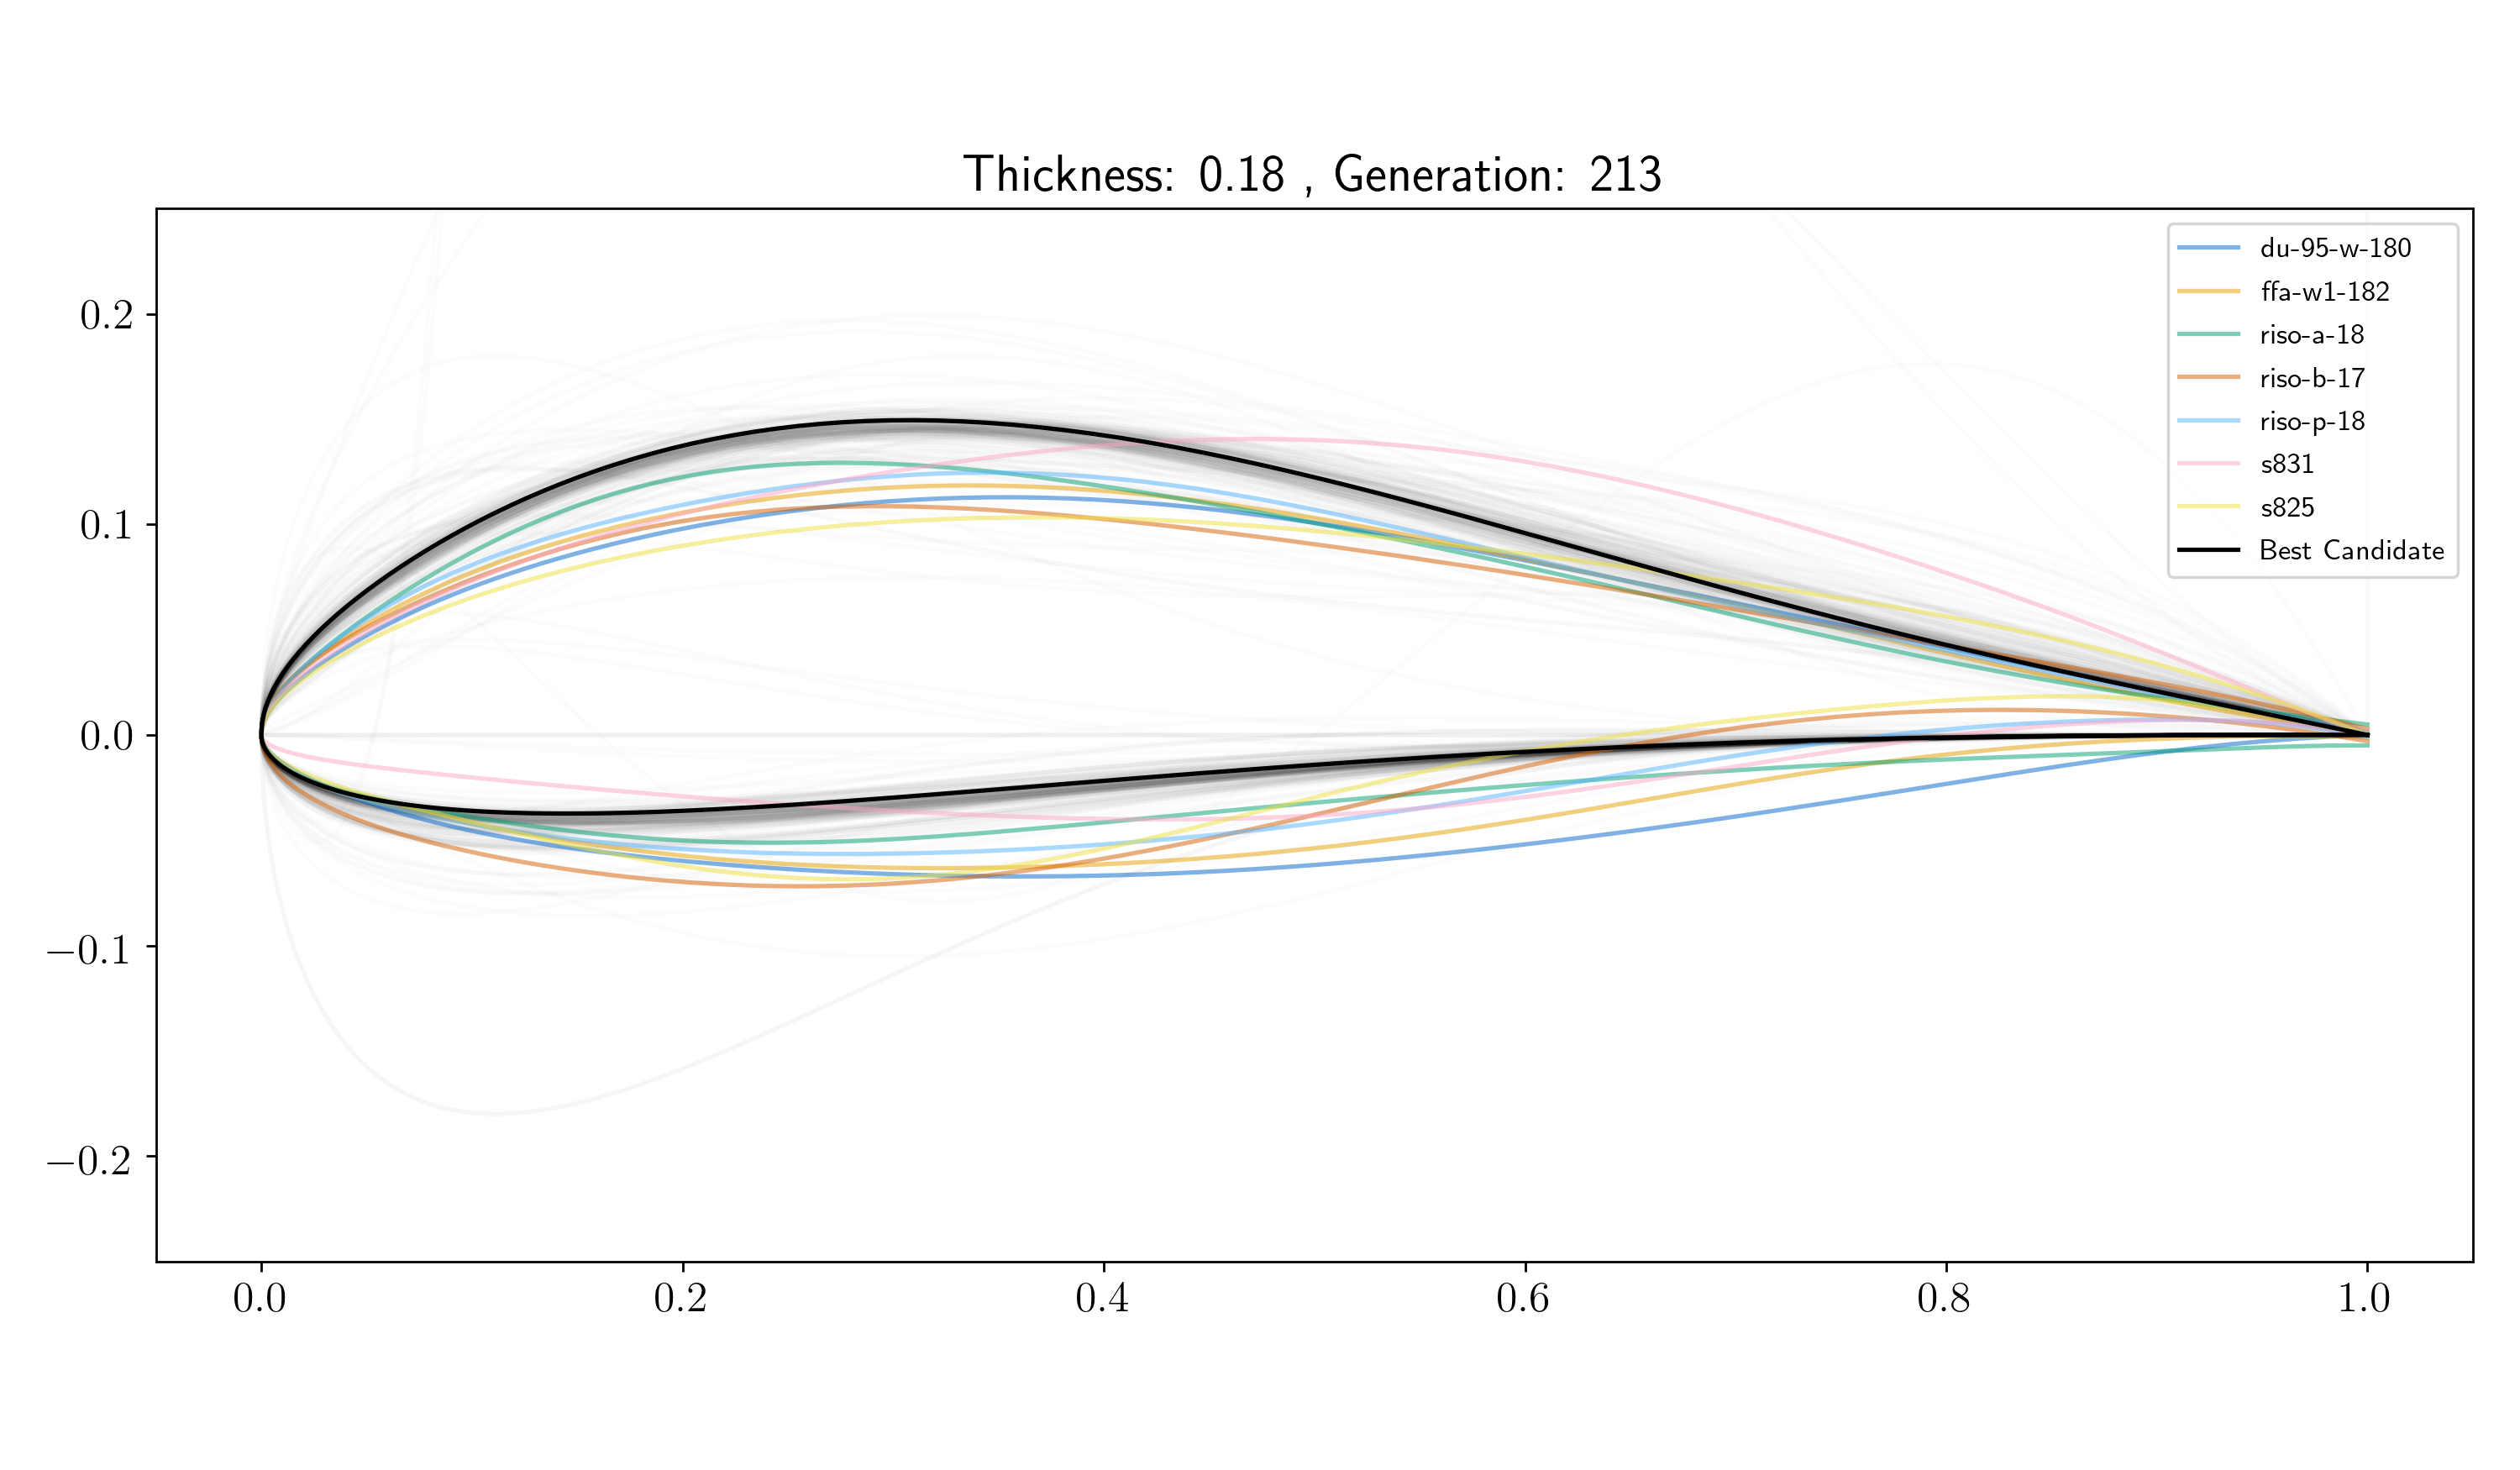 Thickness: 0.18 , Generation: 213
du-95-w-180
ffa-w1-182
riso-a-18
riso-b-17
riso-p-18
s831
s825
Best Candidate
0.2
0.1
0.0
−0.1
−0.2
0.0 0.2 0.4 0.6 0.8 1.0